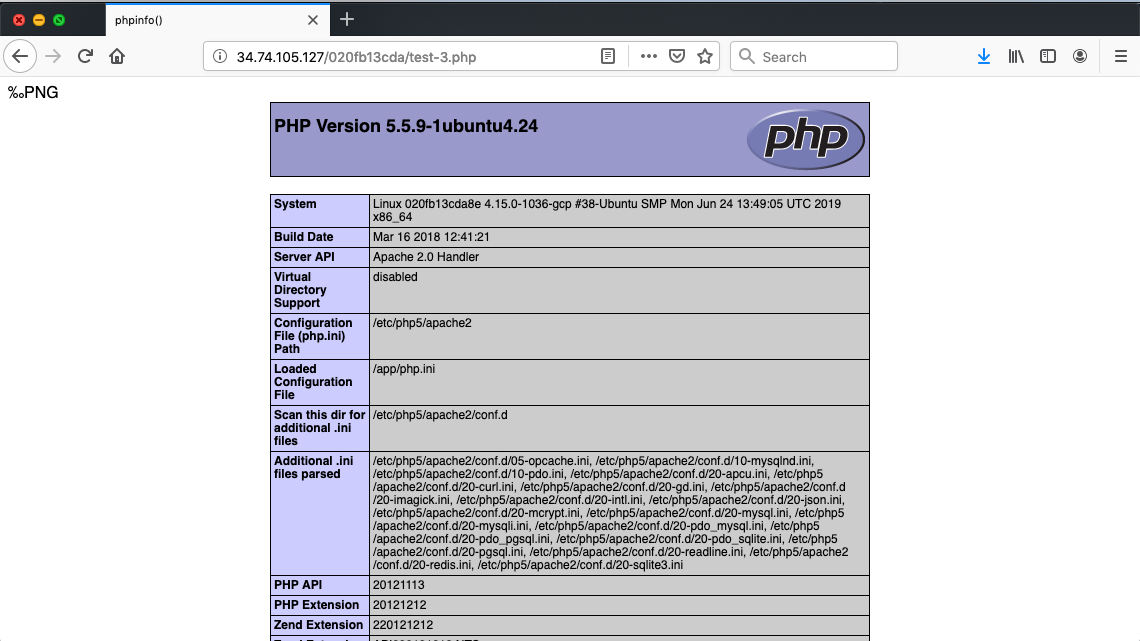 phpinfo()
34.74.105.127/020fb13cda/test-3.php
Search
‰PNG
PHP Version 5.5.9-1ubuntu4.24
php
System Linux 020fb13cda8e 4.15.0-1036-gcp #38-Ubuntu SMP Mon Jun 24 13:49:05 UTC 2019
x86_64
Build Date Mar 16 2018 12:41:21
Server API Apache 2.0 Handler
Virtual disabled
Directory
Support
Configuration /etc/php5/apache2
File (php.ini)
Path
Loaded /app/php.ini
Configuration
File
Scan this dir for /etc/php5/apache2/conf.d
additional .ini
files
Additional .ini /etc/php5/apache2/conf.d/05-opcache.ini, /etc/php5/apache2/conf.d/10-mysqlnd.ini,
files parsed /etc/php5/apache2/conf.d/10-pdo.ini, /etc/php5/apache2/conf.d/20-apcu.ini, /etc/php5
/apache2/conf.d/20-curl.ini, /etc/php5/apache2/conf.d/20-gd.ini, /etc/php5/apache2/conf.d
/20-imagick.ini, /etc/php5/apache2/conf.d/20-intl.ini, /etc/php5/apache2/conf.d/20-json.ini,
/etc/php5/apache2/conf.d/20-mcrypt.ini, /etc/php5/apache2/conf.d/20-mysql.ini, /etc/php5
/apache2/conf.d/20-mysqli.ini, /etc/php5/apache2/conf.d/20-pdo_mysql.ini, /etc/php5
/apache2/conf.d/20-pdo_pgsql.ini, /etc/php5/apache2/conf.d/20-pdo_sqlite.ini, /etc/php5
/apache2/conf.d/20-pgsql.ini, /etc/php5/apache2/conf.d/20-readline.ini, /etc/php5/apache2
/conf.d/20-redis.ini, /etc/php5/apache2/conf.d/20-sqlite3.ini
PHP API 20121113
PHP Extension 20121212
Zend Extension 220121212